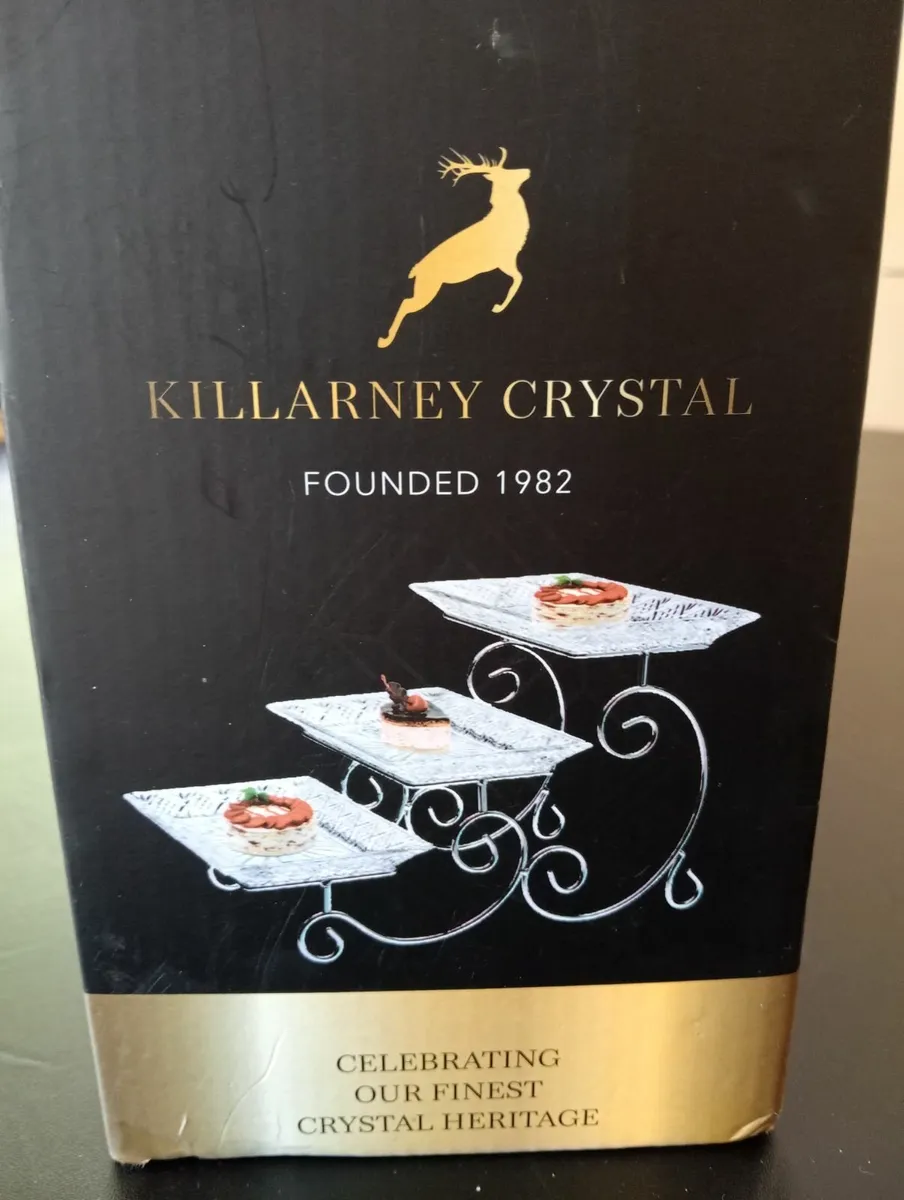 KILLARNEY CRYSTAL
FOUNDED 1982
CELEBRATING
OUR FINEST
CRYSTAL HERITAGE